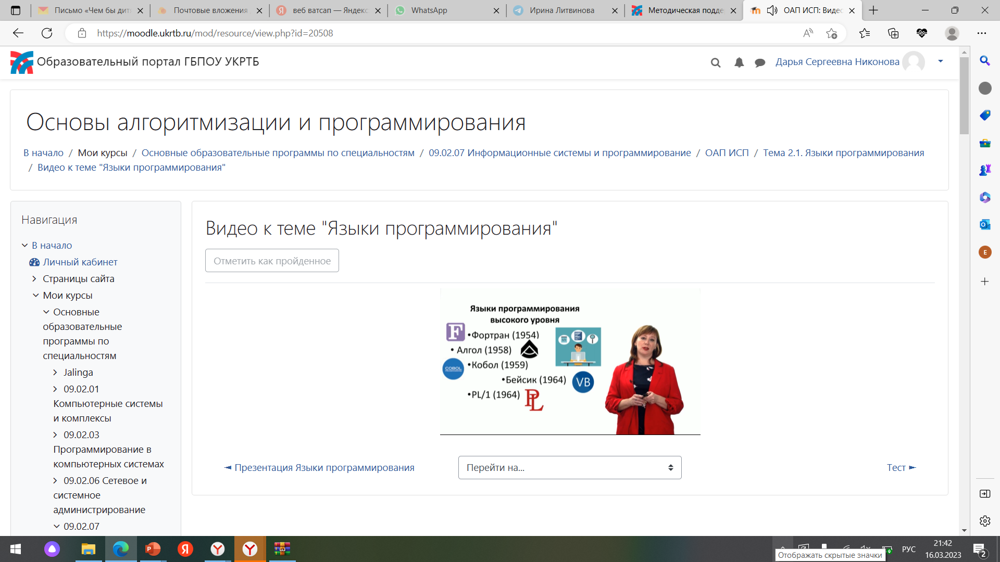 Письмо «Чем бы дит
Почтовые вложения
веб ватсап — Яндекс
WhatsApp
Ирина Литвинова
Методическая подде
ОАП ИСП: Видео
https://moodle.ukrtb.ru/mod/resource/view.php?id=20508
Образовательный портал ГБПОУ УКРТБ
Дарья Сергеевна Никонова
Основы алгоритмизации и программирования
В начало / Мои курсы / Основные образовательные программы по специальностям / 09.02.07 Информационные системы и программирование / ОАП ИСП / Тема 2.1. Языки программирования
/ Видео к теме "Языки программирования"
Навигация
В начало
Личный кабинет
Страницы сайта
Мои курсы
Основные
образовательные
программы по
специальностям
Jalinga
09.02.01
Компьютерные системы
и комплексы
09.02.03
Программирование в
компьютерных системах
09.02.06 Сетевое и
системное
администрирование
09.02.07
Видео к теме "Языки программирования"
Отметить как пройденное
Языки программирования
высокого уровня
F
•Фортран (1954)
• Алгол (1958)
COBOL
•Кобол (1959)
•Бейсик (1964)
VB
•PL/1 (1964)
PL
◄ Презентация Языки программирования
Перейти на...
Тест ►
E
РУС
21:42
16.03.2023
2
Отображать скрытые значки